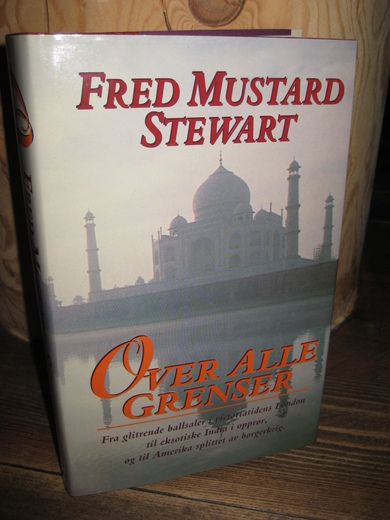 FRED MUSTARD
STEWART
OVER ALLE
GRENSER
Fra glitrende ballsaler i victoriatidens London
til eksotiske India i opprør,
og til Amerika splittet av borgerkrig.